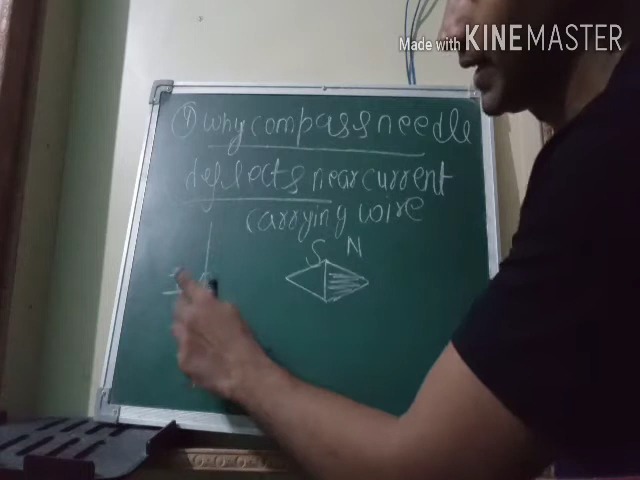 Made with KINEMASTER
1) why compass needle
deflects near current
carrying wire
S N